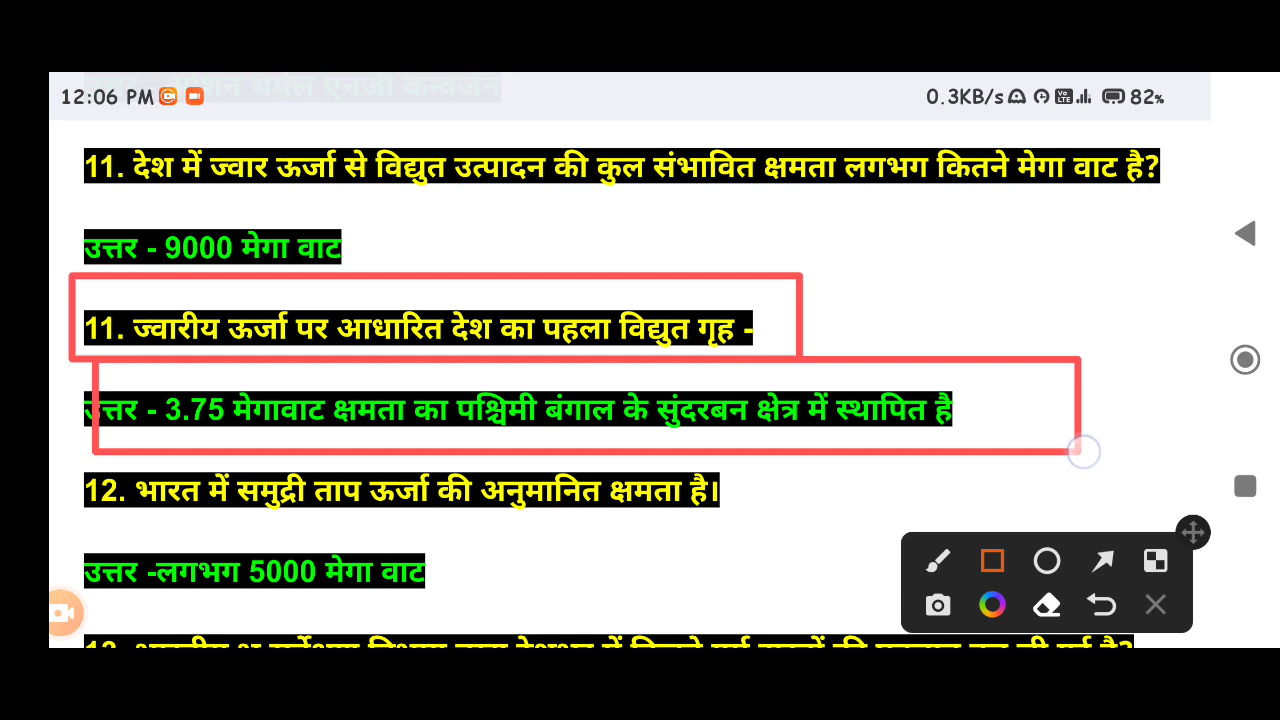 12:06 PM 0.3KB/s Vo LTE 82%
11. देश में ज्वार ऊर्जा से विद्युत उत्पादन की कुल संभावित क्षमता लगभग कितने मेगा वाट है?
उत्तर - 9000 मेगा वाट
11. ज्वारीय ऊर्जा पर आधारित देश का पहला विद्युत गृह -
उत्तर - 3.75 मेगावाट क्षमता का पश्चिमी बंगाल के सुंदरबन क्षेत्र में स्थापित है
12. भारत में समुद्री ताप ऊर्जा की अनुमानित क्षमता है।
उत्तर -लगभग 5000 मेगा वाट